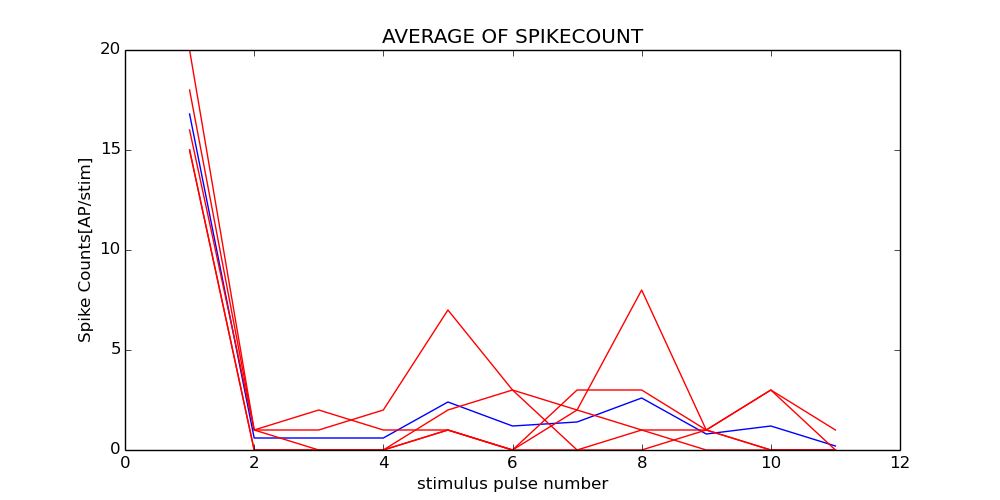 AVERAGE OF SPIKECOUNT
Spike Counts[AP/stim]
20
15
10
5
0
0 2 4 6 8 10 12
stimulus pulse number